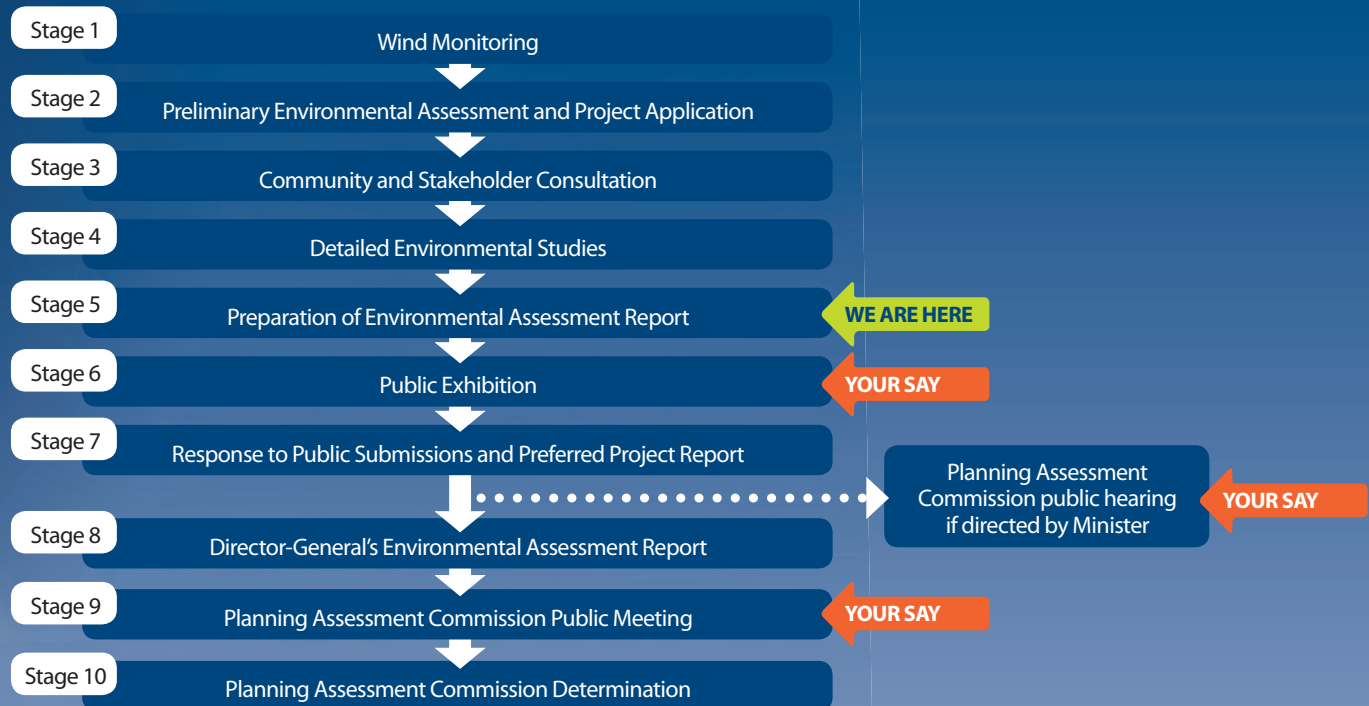 Stage 1
Wind Monitoring
Stage 2
Preliminary Environmental Assessment and Project Application
Stage 3
Community and Stakeholder Consultation
Stage 4
Detailed Environmental Studies
Stage 5
Preparation of Environmental Assessment Report
WE ARE HERE
Stage 6
Public Exhibition
YOUR SAY
Stage 7
Response to Public Submissions and Preferred Project Report
Planning Assessment
Commission public hearing
if directed by Minister
YOUR SAY
Stage 8
Director-General's Environmental Assessment Report
Stage 9
Planning Assessment Commission Public Meeting
YOUR SAY
Stage 10
Planning Assessment Commission Determination